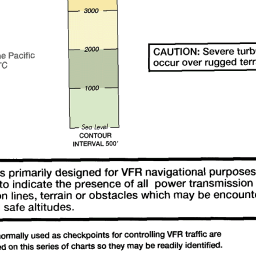 3000
ne Pacific
2000
°C
CAUTION: Severe turb
occur over rugged terr
1000
Sea Level
CONTOUR
INTERVAL 500'
s primarily designed for VFR navigational purposes
to indicate the presence of all power transmission
on lines, terrain or obstacles which may be encounte
safe altitudes.
normally used as checkpoints for controlling VFR traffic are
ed on this series of charts so they may be readily identified.